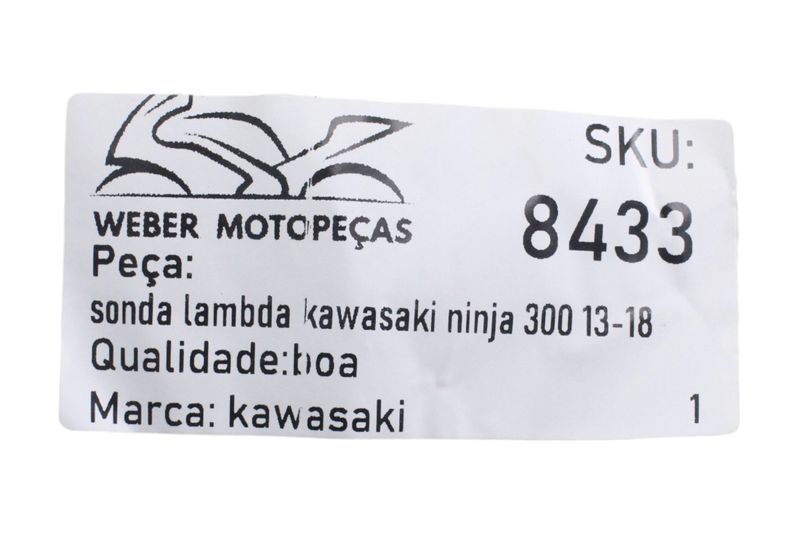 WEBER MOTOPEÇAS
SKU:
8433
Peça:
sonda lambda kawasaki ninja 300 13-18
Qualidade:boa
Marca: kawasaki
1